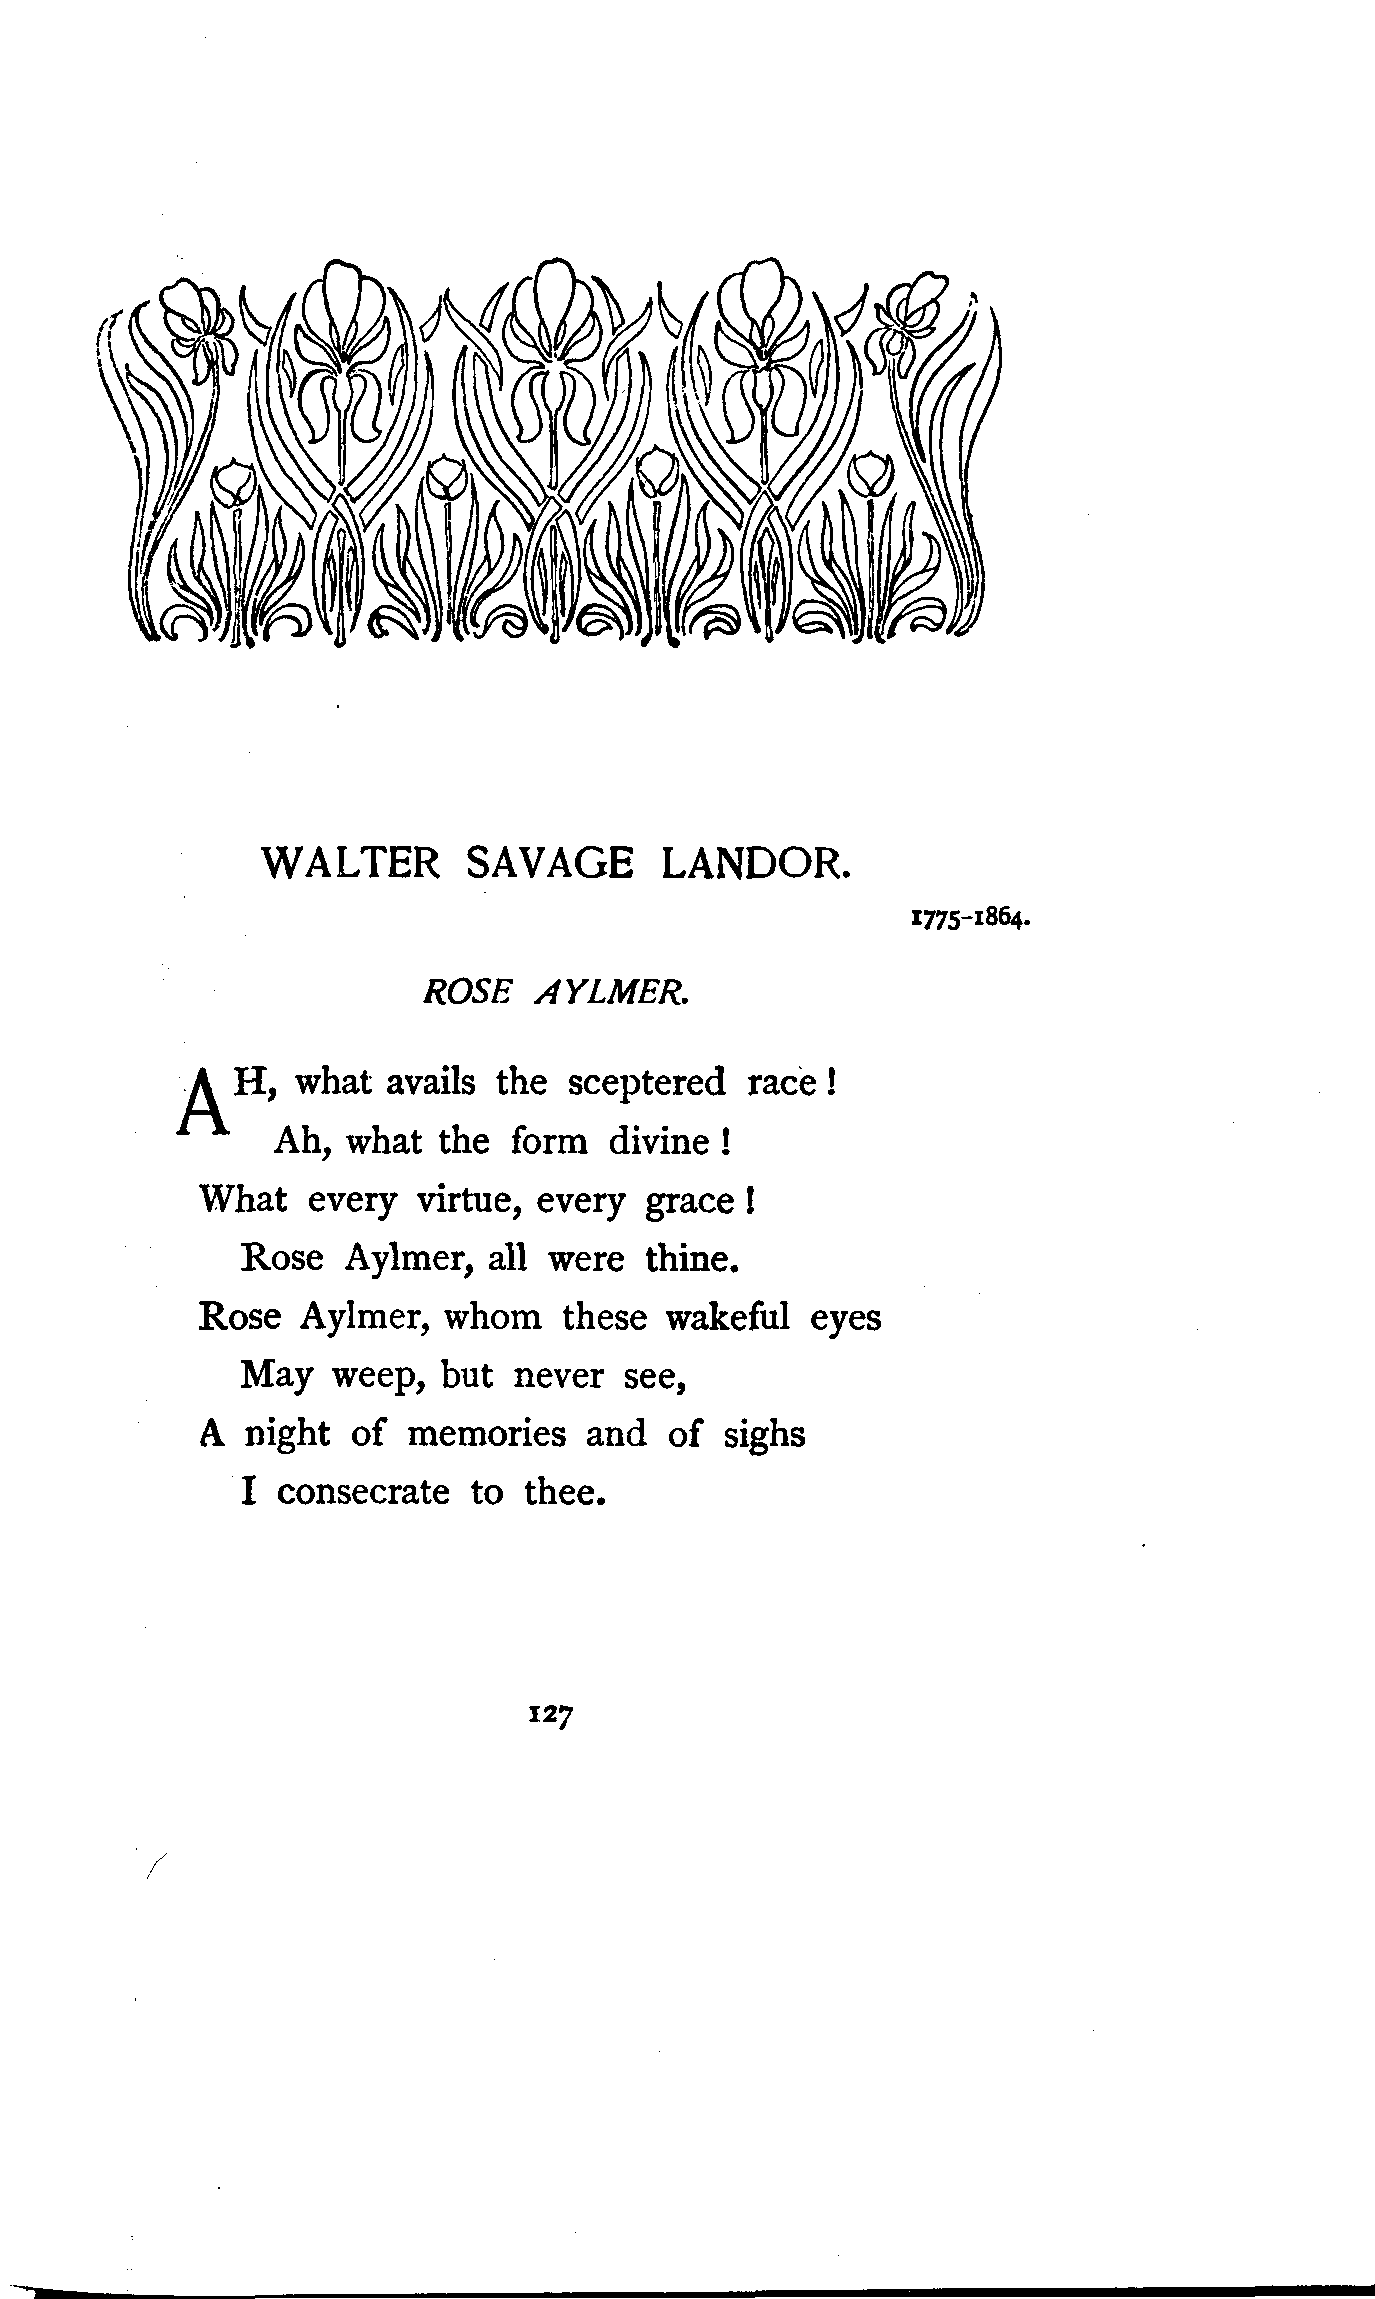 WALTER SAVAGE LANDOR.
1775-1864.
ROSE AYLMER.
AH, what avails the sceptered race!
Ah, what the form divine!
What every virtue, every grace!
Rose Aylmer, all were thine.
Rose Aylmer, whom these wakeful eyes
May weep, but never see,
A night of memories and of sighs
I consecrate to thee.
127